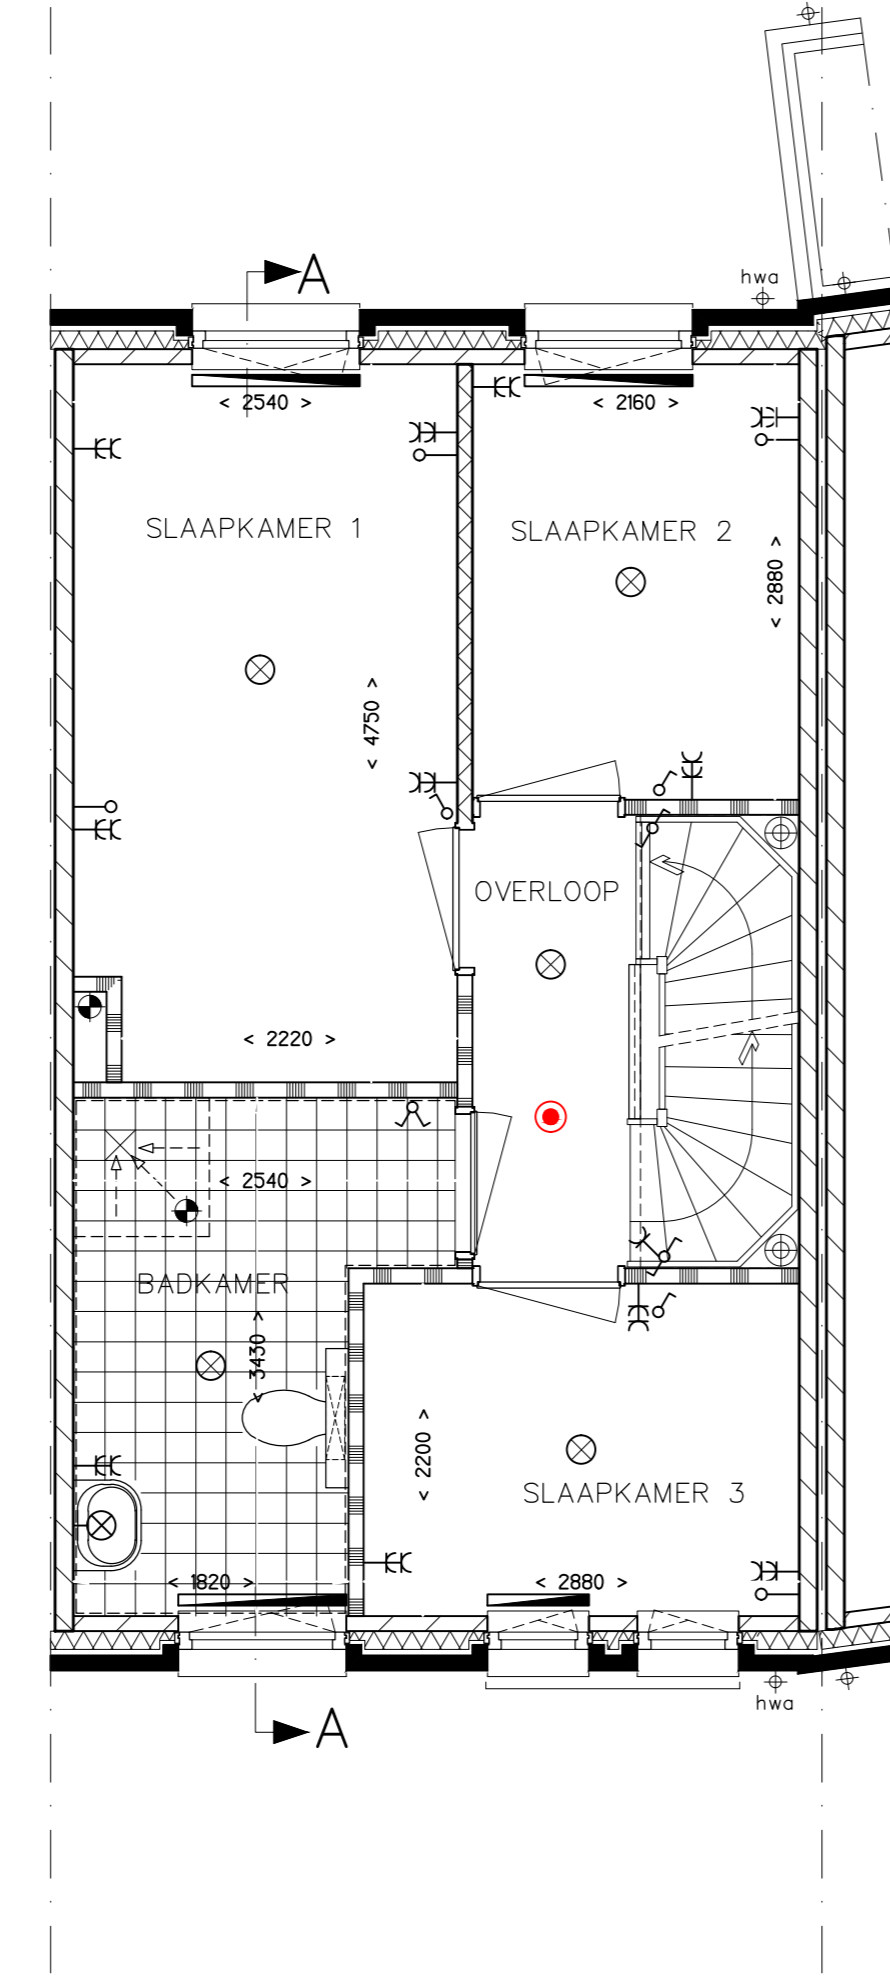 A
hwa
< 2540 >
< 2160 >
SLAAPKAMER 1
SLAAPKAMER 2
< 2880 >
< 4750 >
OVERLOOP
< 2220 >
< 2540 >
BADKAMER
< 3430 >
< 2200 >
SLAAPKAMER 3
< 1820 >
< 2880 >
hwa
A